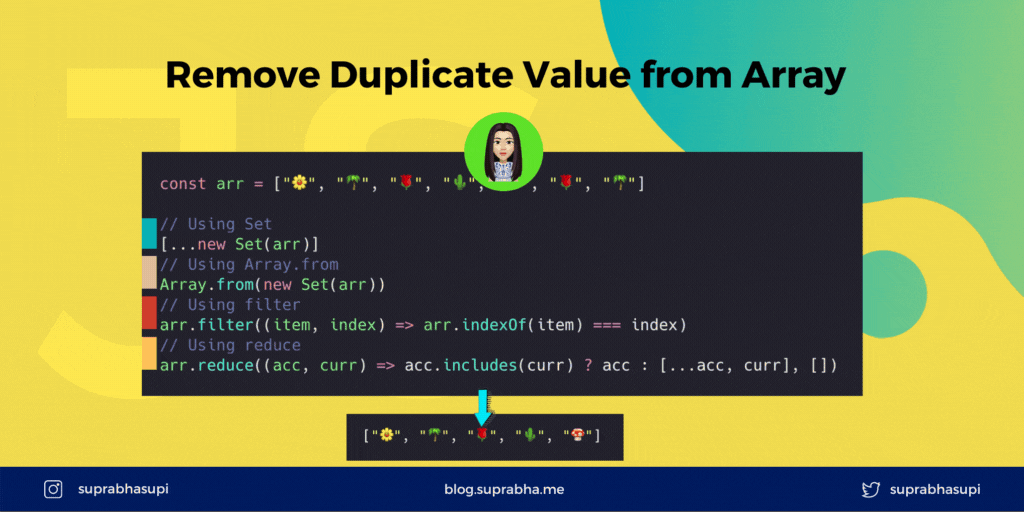 Remove Duplicate Value from Array
const arr = ["🌼", "🌴", "🌹", "🌵", ", "🌹", "🌴"]
// Using Set
[...new Set(arr)]
// Using Array.from
Array.from(new Set(arr))
// Using filter
arr.filter((item, index) => arr.indexOf(item) === index)
// Using reduce
arr.reduce((acc, curr) => acc.includes(curr) ? acc : [...acc, curr], [])
["🌼", "🌴", "🌹", "🌵", "🍄"]
suprabhasupi
blog.suprabha.me
suprabhasupi